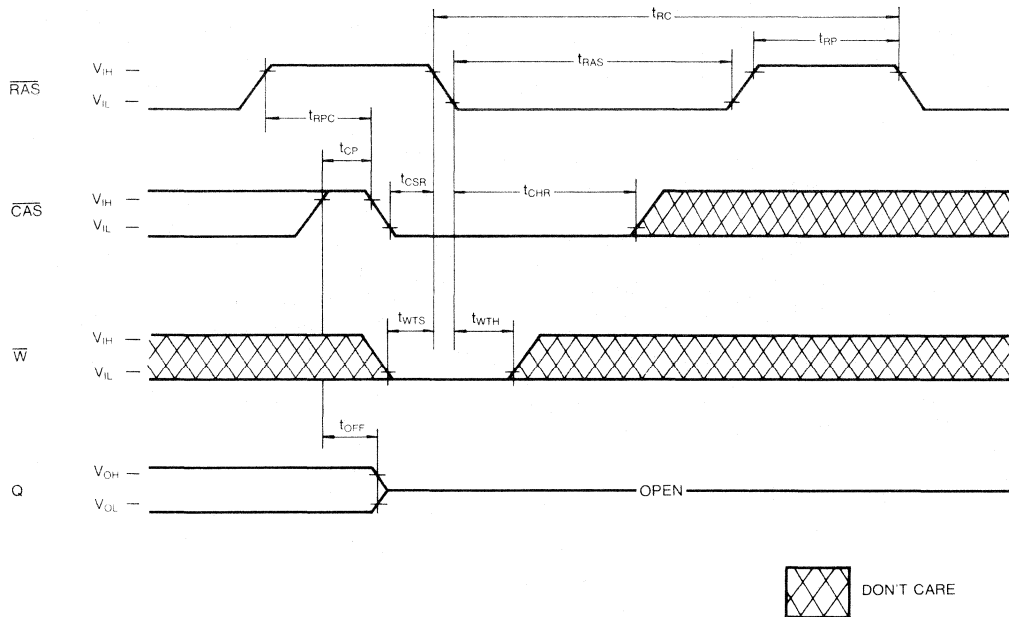 tRC
tRP
tRAS
RAS
VIH
VIL
tRPC
tCP
tCSR
tCHR
CAS
VIH
VIL
tWTS
tWTH
W
VIH
VIL
tOFF
Q
VOH
VOL
OPEN
DON'T CARE